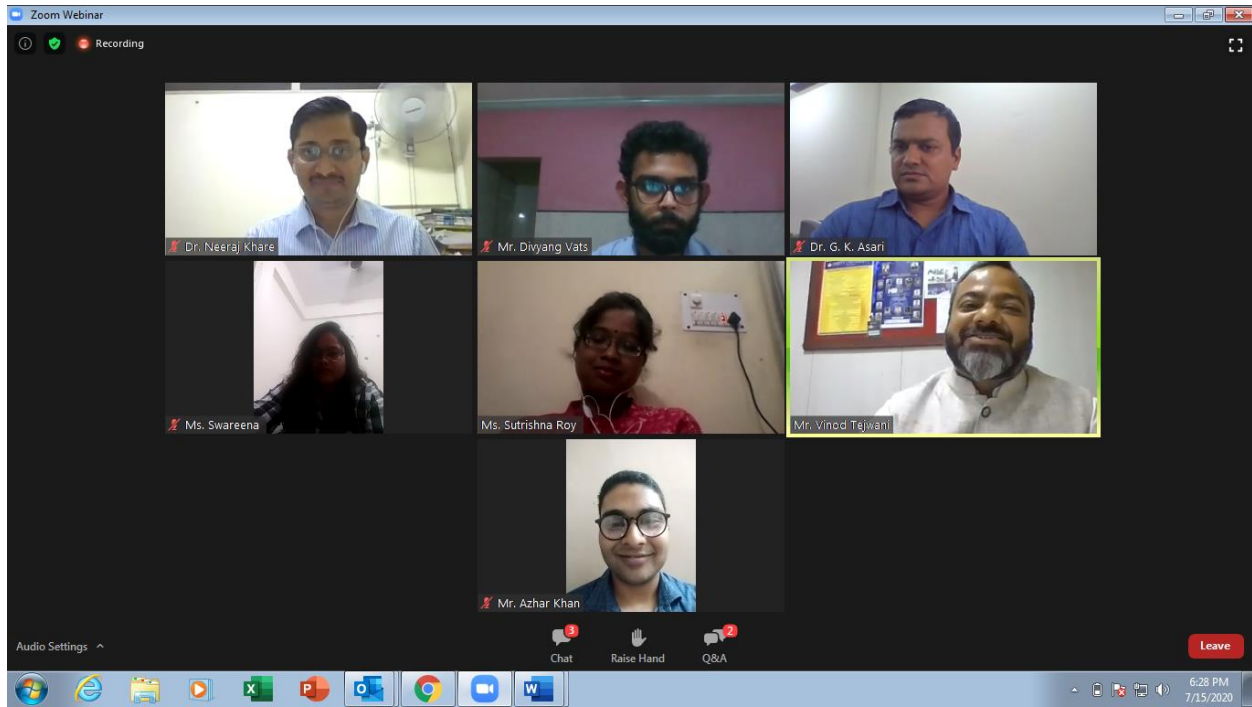 Zoom Webinar
Recording
Dr. Neeraj Khare
Mr. Divyang Vats
Dr. G. K. Asari
Ms. Swareena
Ms. Sutrishna Roy
Mr. Vinod Tejwani
Mr. Azhar Khan
Audio Settings
3
Chat
Raise Hand
2
Q&A
Leave
6:28 PM
7/15/2020